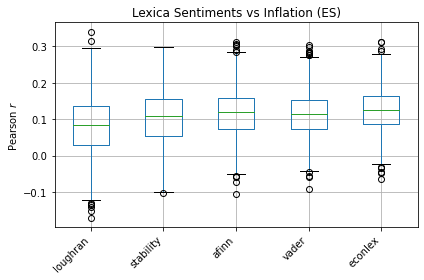 Lexica Sentiments vs Inflation (ES)
Pearson r
0.3
0.2
0.1
0.0
−0.1
loughran
stability
afinn
vader
econlex